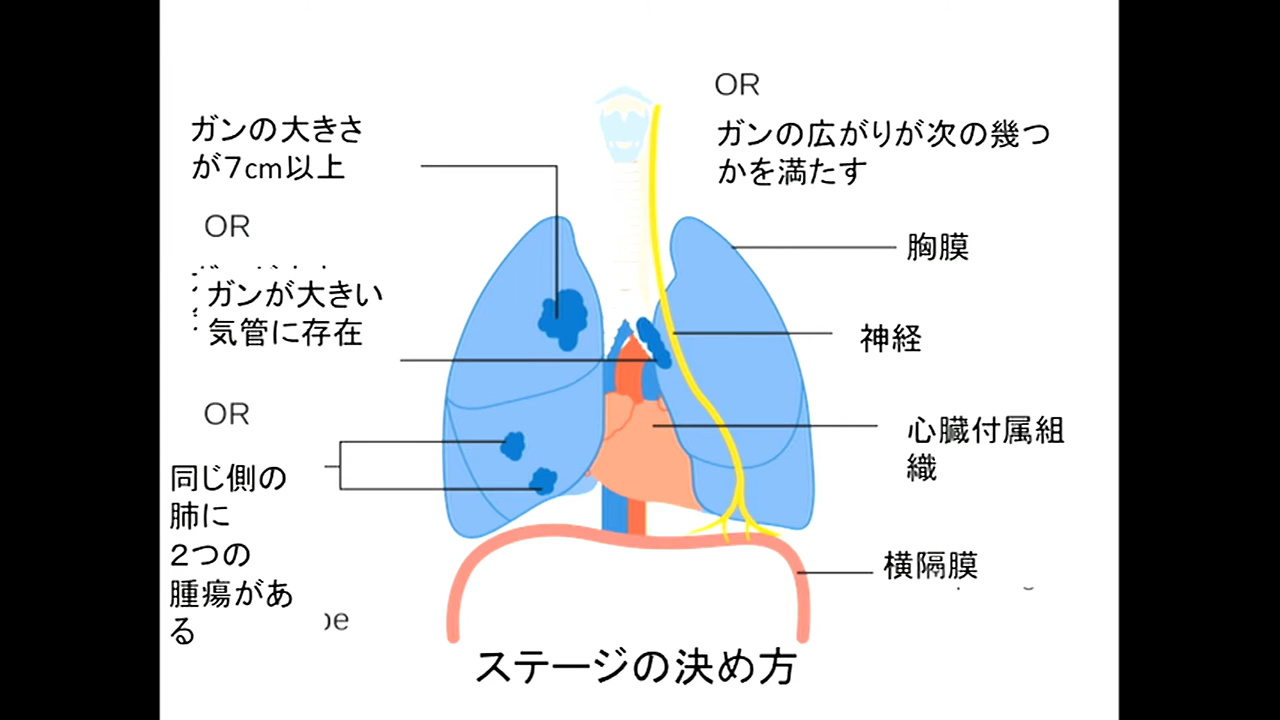 ガンの大きさ
が7cm以上
OR
ガンが大きい
気管に存在
OR
同じ側の
肺に
2つの
腫瘍があ
る
OR
ガンの広がりが次の幾つ
かを満たす
胸膜
神経
心臓付属組
織
横隔膜
ステージの決め方